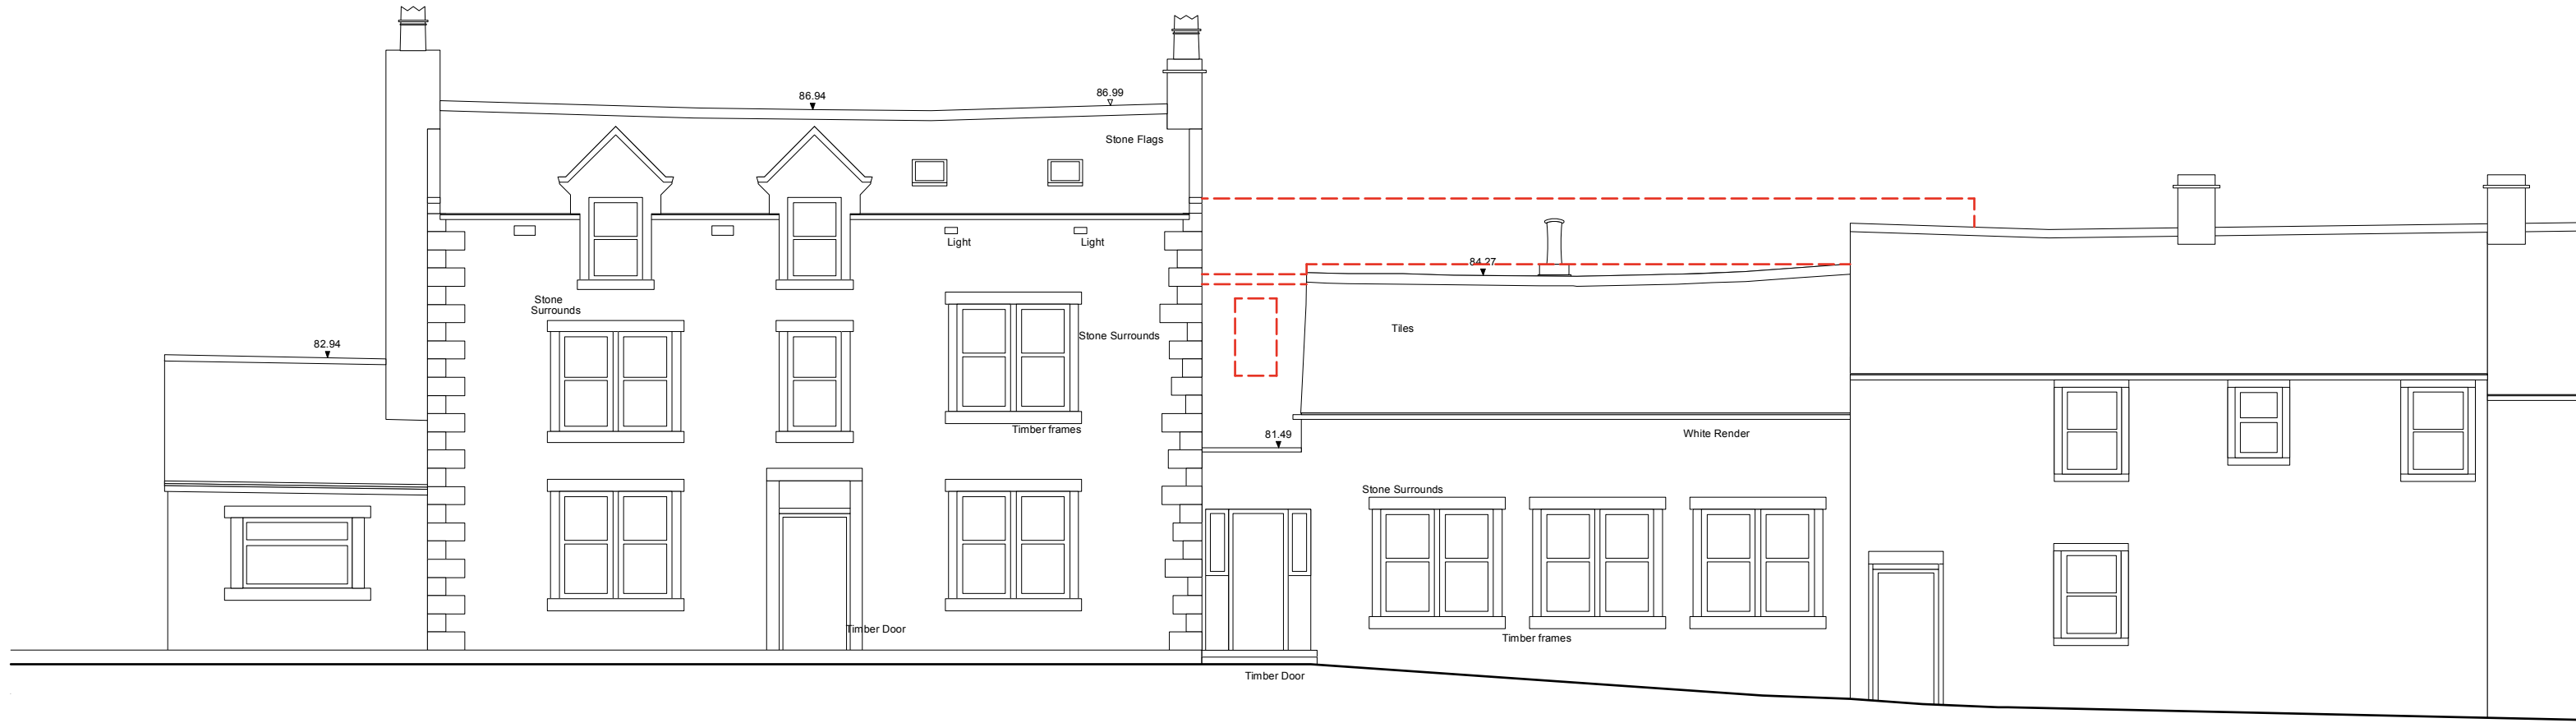 86.94
86.99
Stone Flags
Light
Light
84.27
Stone
Surrounds
Stone Surrounds
Tiles
82.94
Timber frames
White Render
81.49
Stone Surrounds
Timber Door
Timber frames
Timber Door